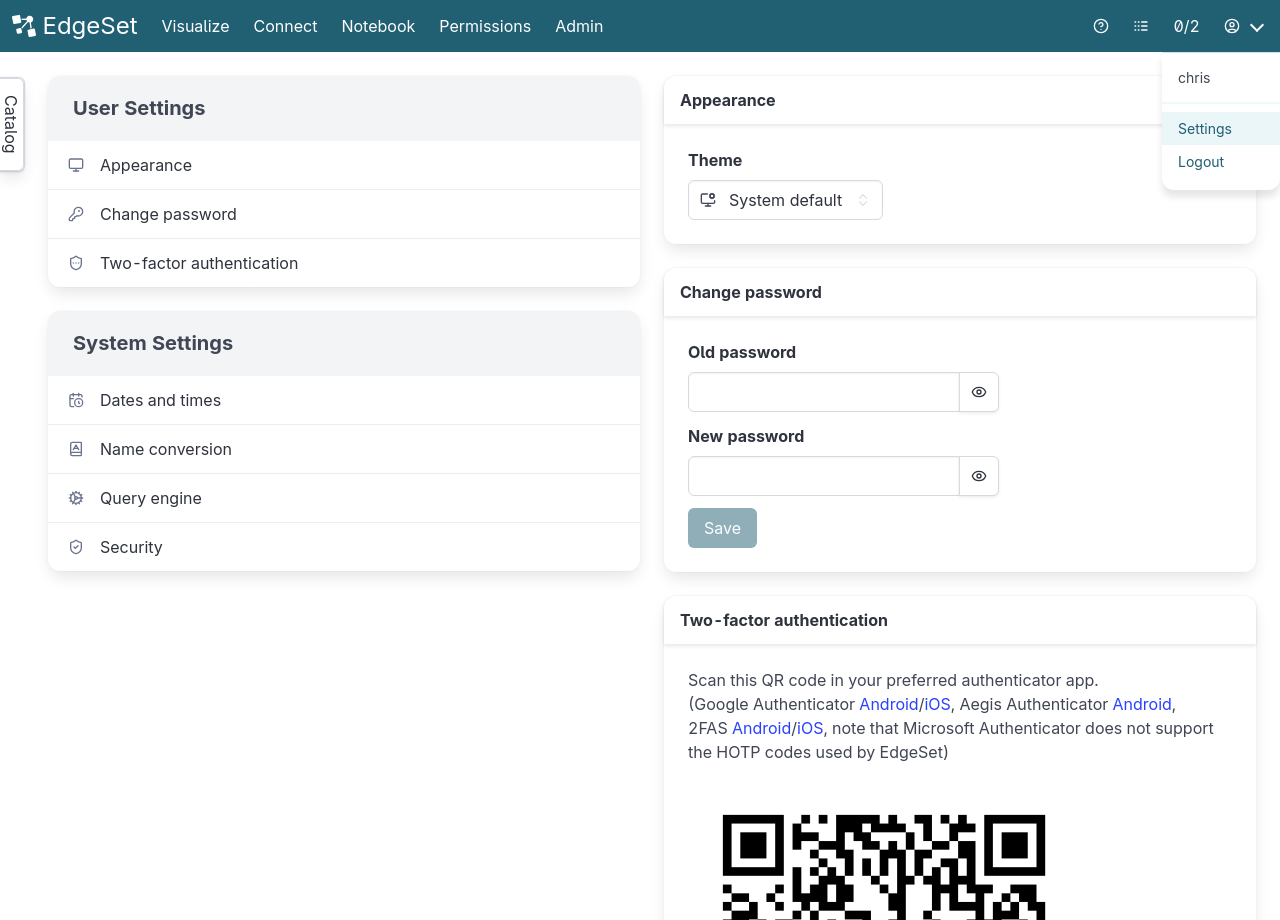 EdgeSet Visualize Connect Notebook Permissions Admin 0/2
chris
Settings
Logout
Catalog
User Settings
Appearance
Change password
Two-factor authentication
System Settings
Dates and times
Name conversion
Query engine
Security
Appearance
Theme
System default
Change password
Old password
New password
Save
Two-factor authentication
Scan this QR code in your preferred authenticator app.
(Google Authenticator Android/iOS, Aegis Authenticator Android,
2FAS Android/iOS, note that Microsoft Authenticator does not support
the HOTP codes used by EdgeSet)